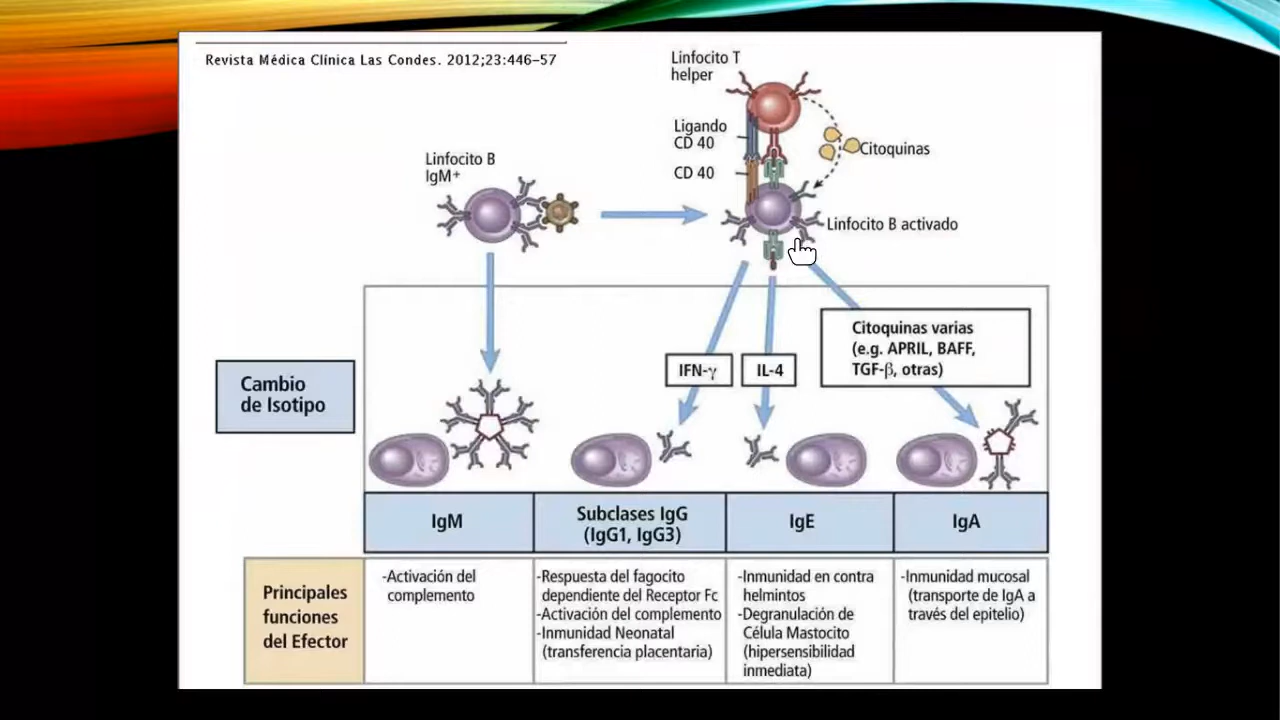 Revista Médica Clínica Las Condes. 2012;23:446–57
Linfocito T
helper
Ligando
CD 40
Citoquinas
CD 40
Linfocito B
IgM+
Linfocito B activado
Citoquinas varias
(e.g. APRIL, BAFF,
TGF-β, otras)
IFN-γ
IL-4
Cambio
de Isotipo
IgM
Subclases IgG
(IgG1, IgG3)
IgE
IgA
Principales
funciones
del Efector
-Activación del
complemento
-Respuesta del fagocito
dependiente del Receptor Fc
-Activación del complemento
-Inmunidad Neonatal
(transferencia placentaria)
-Inmunidad en contra
helmintos
-Degranulación de
Célula Mastocito
(hipersensibilidad
inmediata)
-Inmunidad mucosal
(transporte de IgA a
través del epitelio)